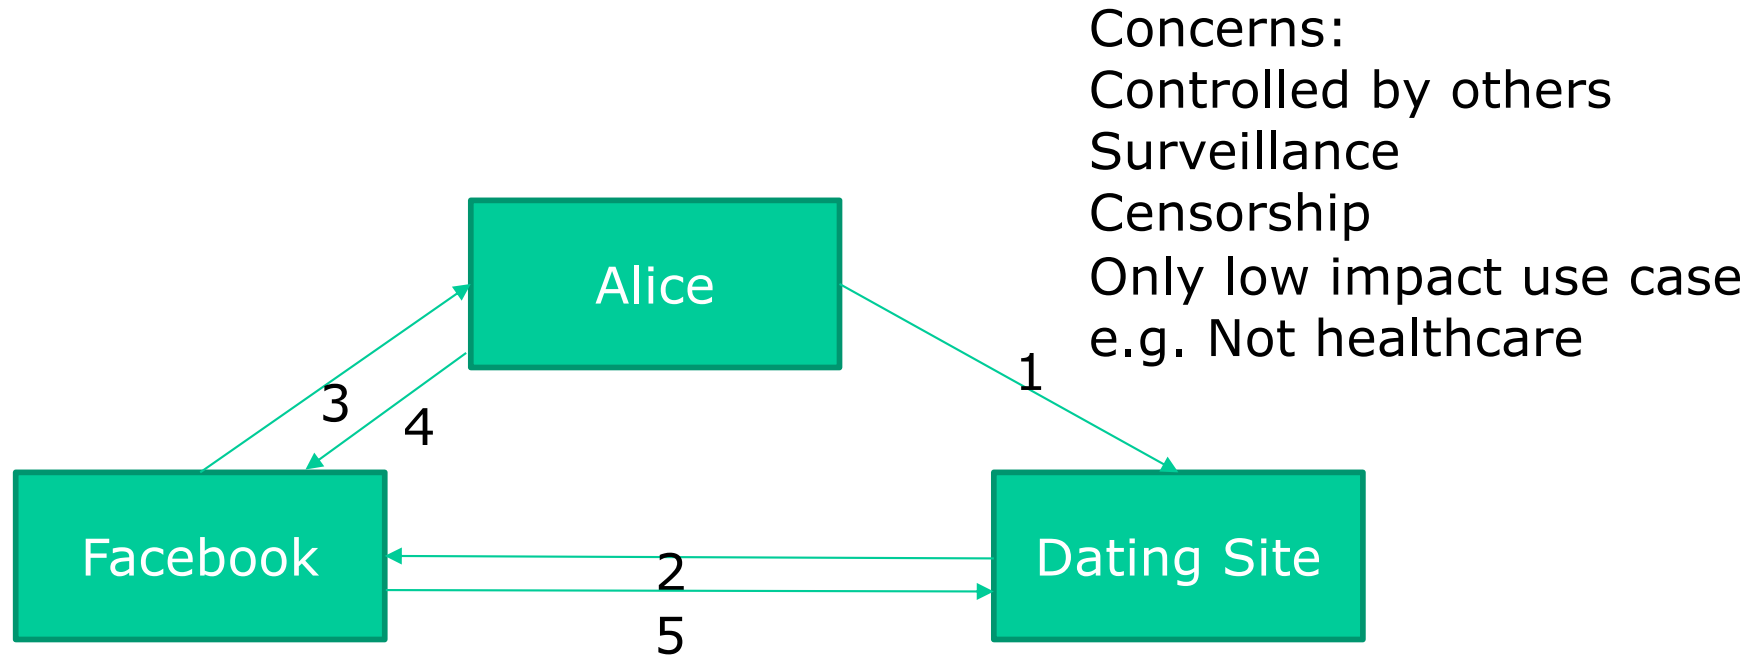 Concerns:
Controlled by others
Surveillance
Censorship
Only low impact use case
e.g. Not healthcare
Alice
1
3
4
Facebook
2
Dating Site
5